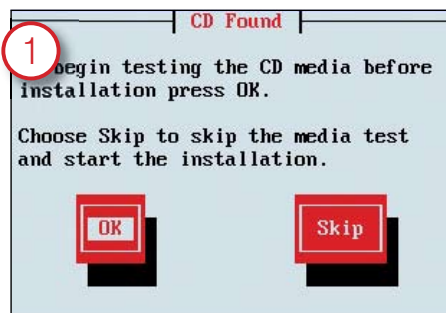 CD Found
1
begin testing the CD media before
installation press OK.
Choose Skip to skip the media test
and start the installation.
OK Skip